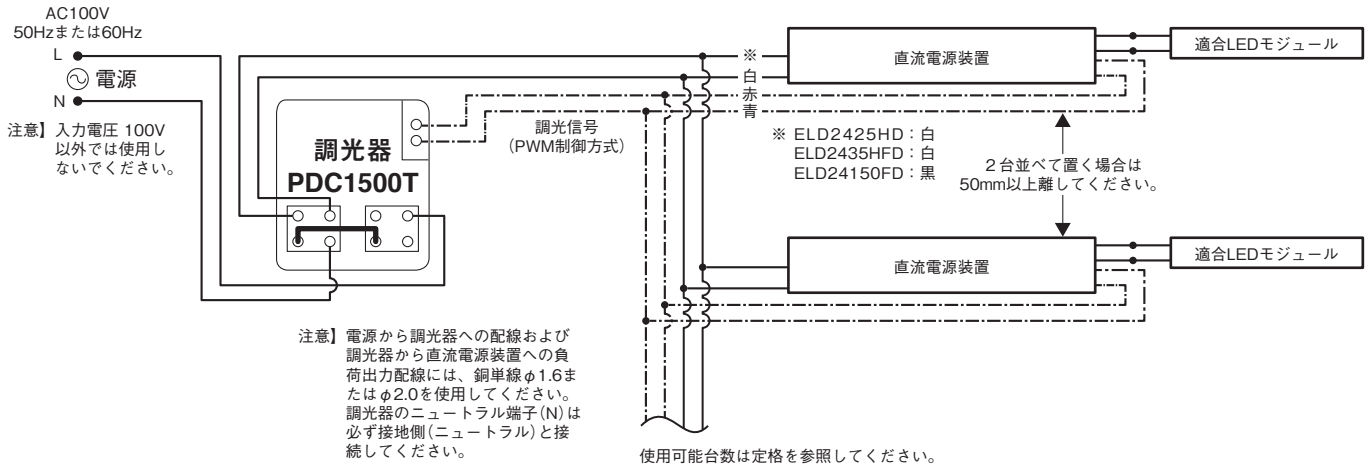 AC100V
50Hzまたは60Hz
L
電源
N
注意】入力電圧 100V
以外では使用し
ないでください。
調光器
PDC1500T
調光信号
（PWM制御方式）
※
白
赤
青
※ ELD2425HD：白
ELD2435HFD：白
ELD24150FD：黒
直流電源装置
適合LEDモジュール
２台並べて置く場合は
50mm以上離してください。
直流電源装置
適合LEDモジュール
注意】電源から調光器への配線および
調光器から直流電源装置への負
荷出力配線には、銅単線φ1.6ま
たはφ2.0を使用してください。
調光器のニュートラル端子（N）は
必ず接地側（ニュートラル）と接
続してください。
使用可能台数は定格を参照してください。